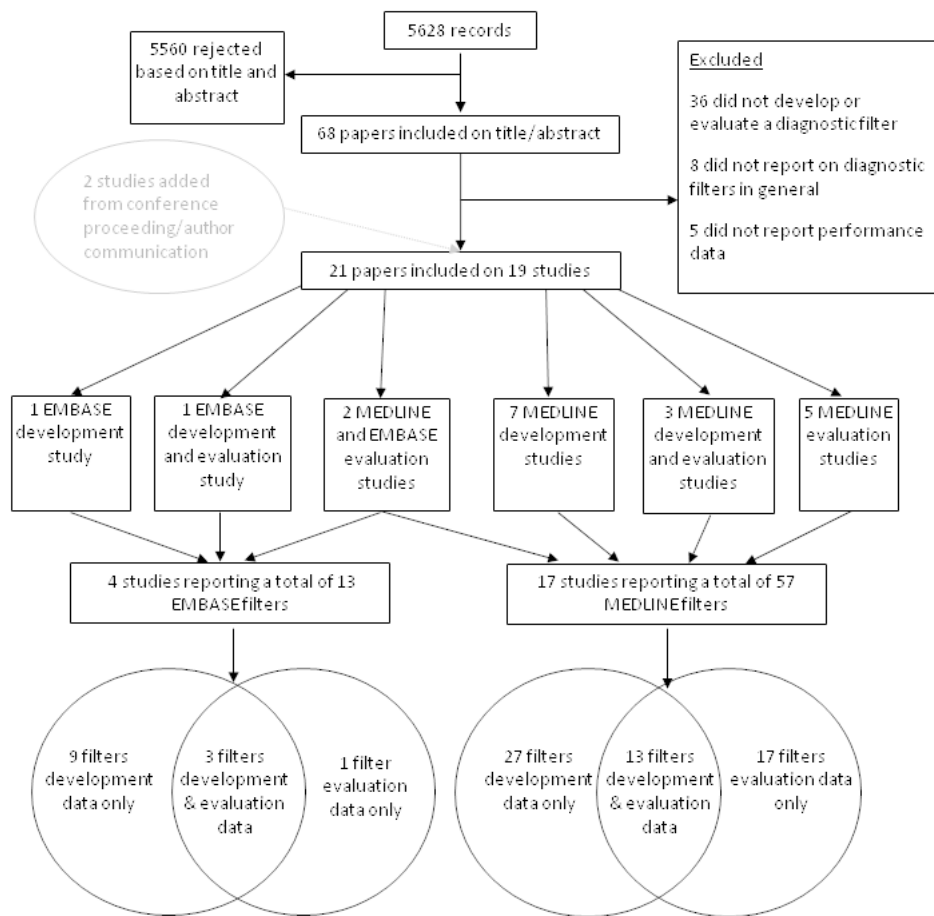 5628 records
5560 rejected
based on title and
abstract
Excluded
36 did not develop or
evaluate a diagnostic filter
8 did not report on diagnostic
filters in general
5 did not report performance
data
68 papers included on title/abstract
2 studies added
from conference
proceeding/author
communication
21 papers included on 19 studies
1 EMBASE
development
study
1 EMBASE
development
and evaluation
study
2 MEDLINE
and EMBASE
evaluation
studies
7 MEDLINE
development
studies
3 MEDLINE
development
and evaluation
studies
5 MEDLINE
evaluation
studies
4 studies reporting a total of 13
EMBASE filters
17 studies reporting a total of 57
MEDLINE filters
9 filters
development
data only
3 filters
development
& evaluation
data
1 filter
evaluation
data only
27 filters
development
data only
13 filters
development
& evaluation
data
17 filters
evaluation data
only